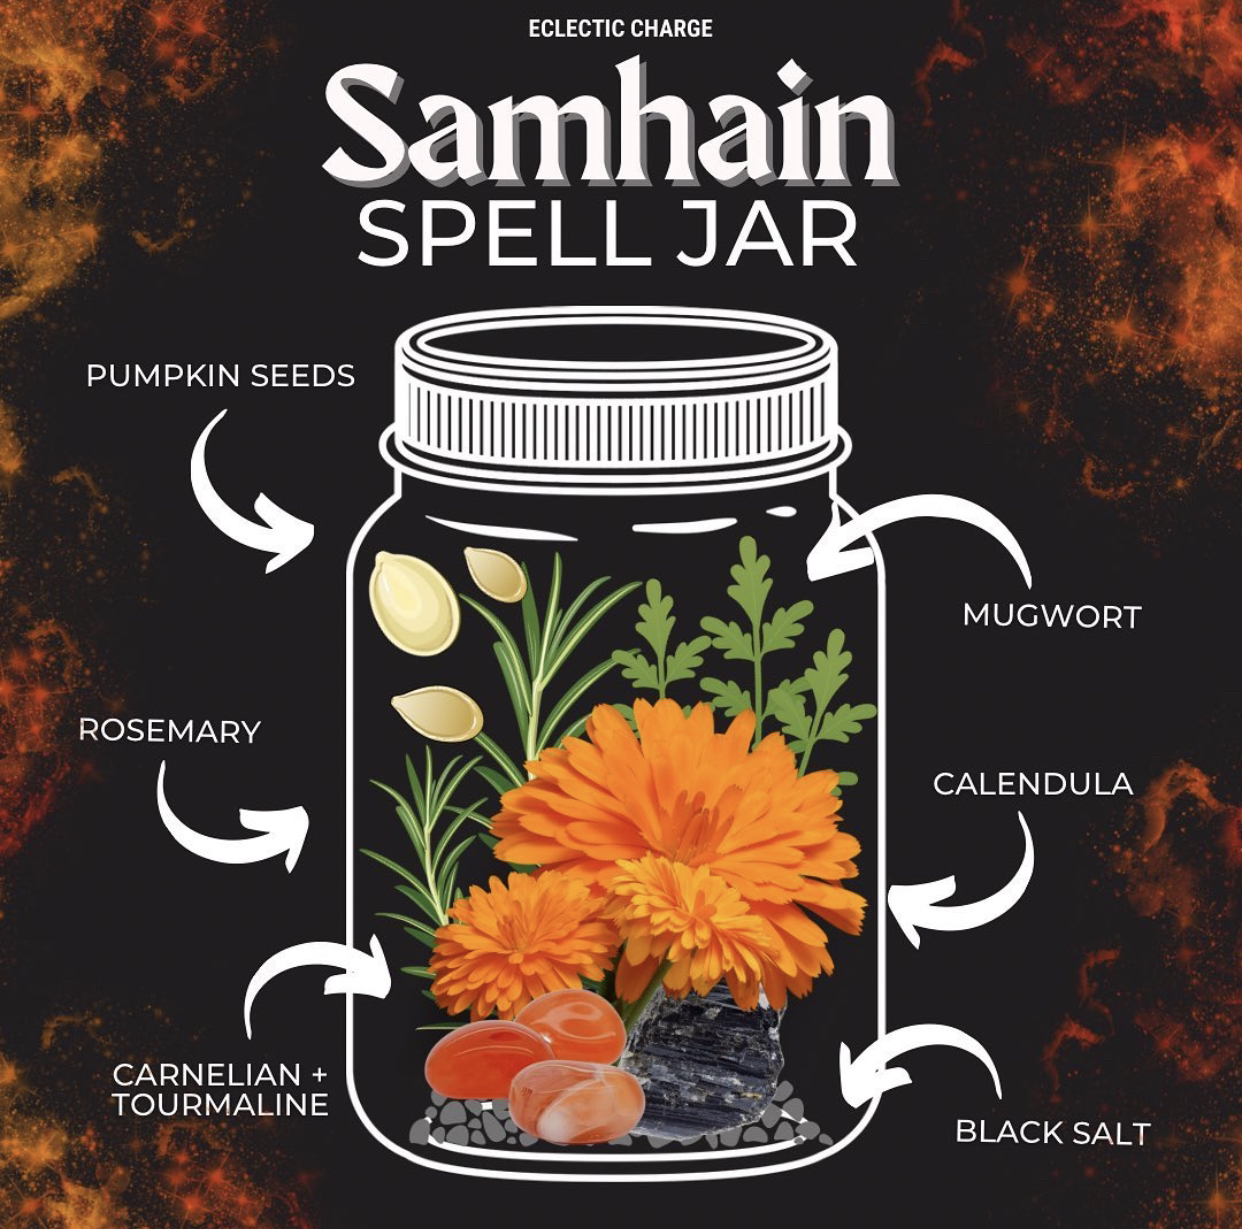 ECLECTIC CHARGE
Samhain
SPELL JAR
PUMPKIN SEEDS
MUGWORT
ROSEMARY
CALENDULA
CARNELIAN +
TOURMALINE
BLACK SALT